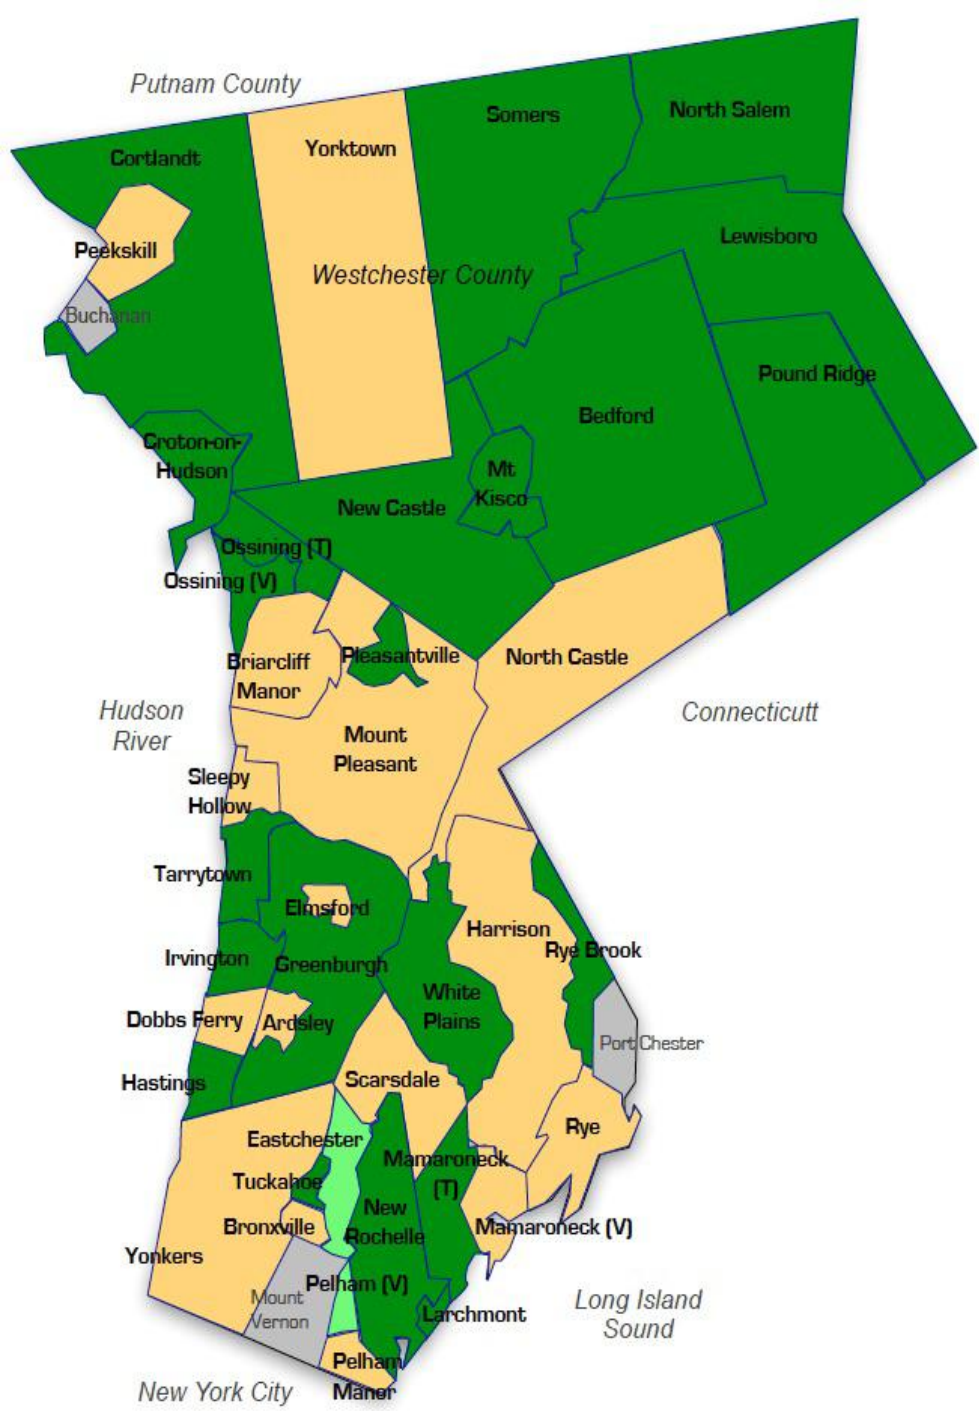 Putnam County
Somers
North Salem
Cortlandt
Yorktown
Peekskill
Lewisboro
Westchester County
Buchanan
Pound Ridge
Bedford
Croton-on-
Hudson
Mt
Kisco
New Castle
Ossining (T)
Ossining (V)
Briarcliff
Manor
Pleasantville
North Castle
Hudson
River
Connecticutt
Mount
Pleasant
Sleepy
Hollow
Tarrytown
Elmsford
Harrison
Rye Brook
Irvington
Greenburgh
White
Plains
Dobbs Ferry
Ardsley
Port Chester
Hastings
Scarsdale
Rye
Eastchester
Mamaroneck
(T)
Tuckahoe
New
Rochelle
Bronxville
Mamaroneck (V)
Yonkers
Pelham (V)
Mount
Vernon
Larchmont
Long Island
Sound
Pelham
Manor
New York City